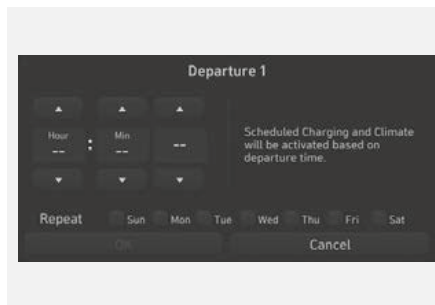 Departure 1
Hour : Min
-- -- --
Scheduled Charging and Climate
will be activated based on
departure time.
Repeat Sun Mon Tue Wed Thu Fri Sat
OK Cancel